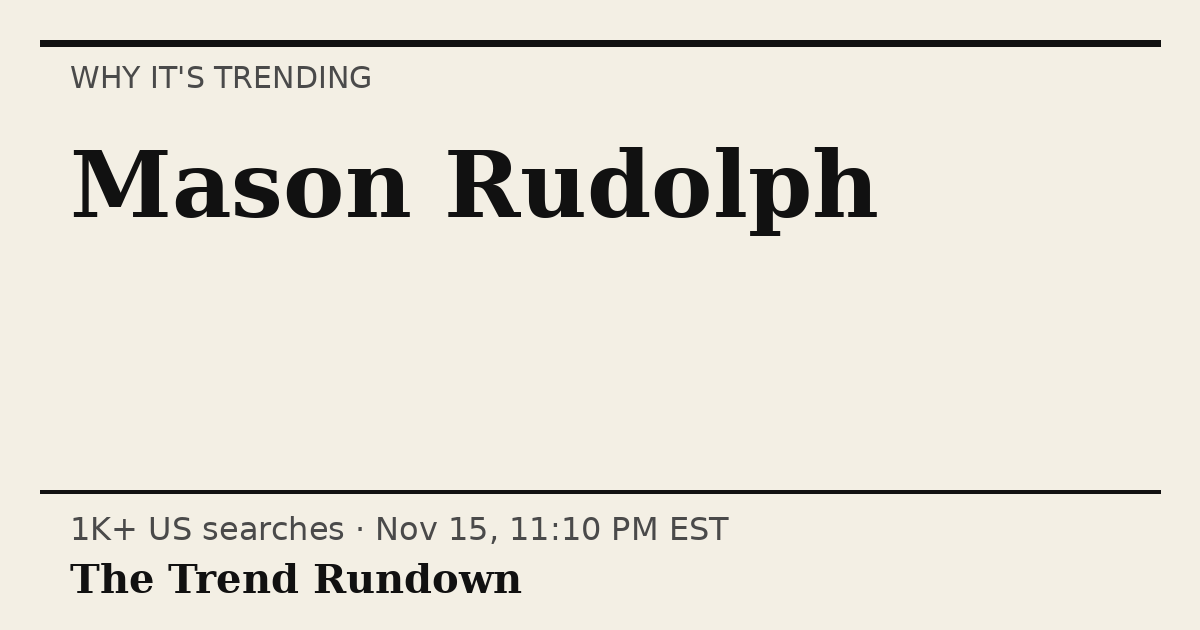 WHY IT'S TRENDING
Mason Rudolph
1K+ US searches · Nov 15, 11:10 PM EST
The Trend Rundown